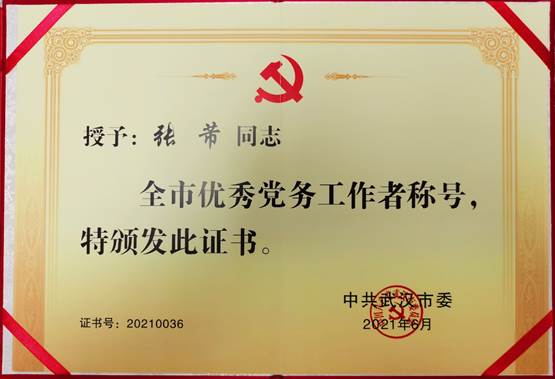 授予：张芾同志
全市优秀党务工作者称号，
特颁发此证书。
中共武汉市委
2021年6月
证书号：20210036